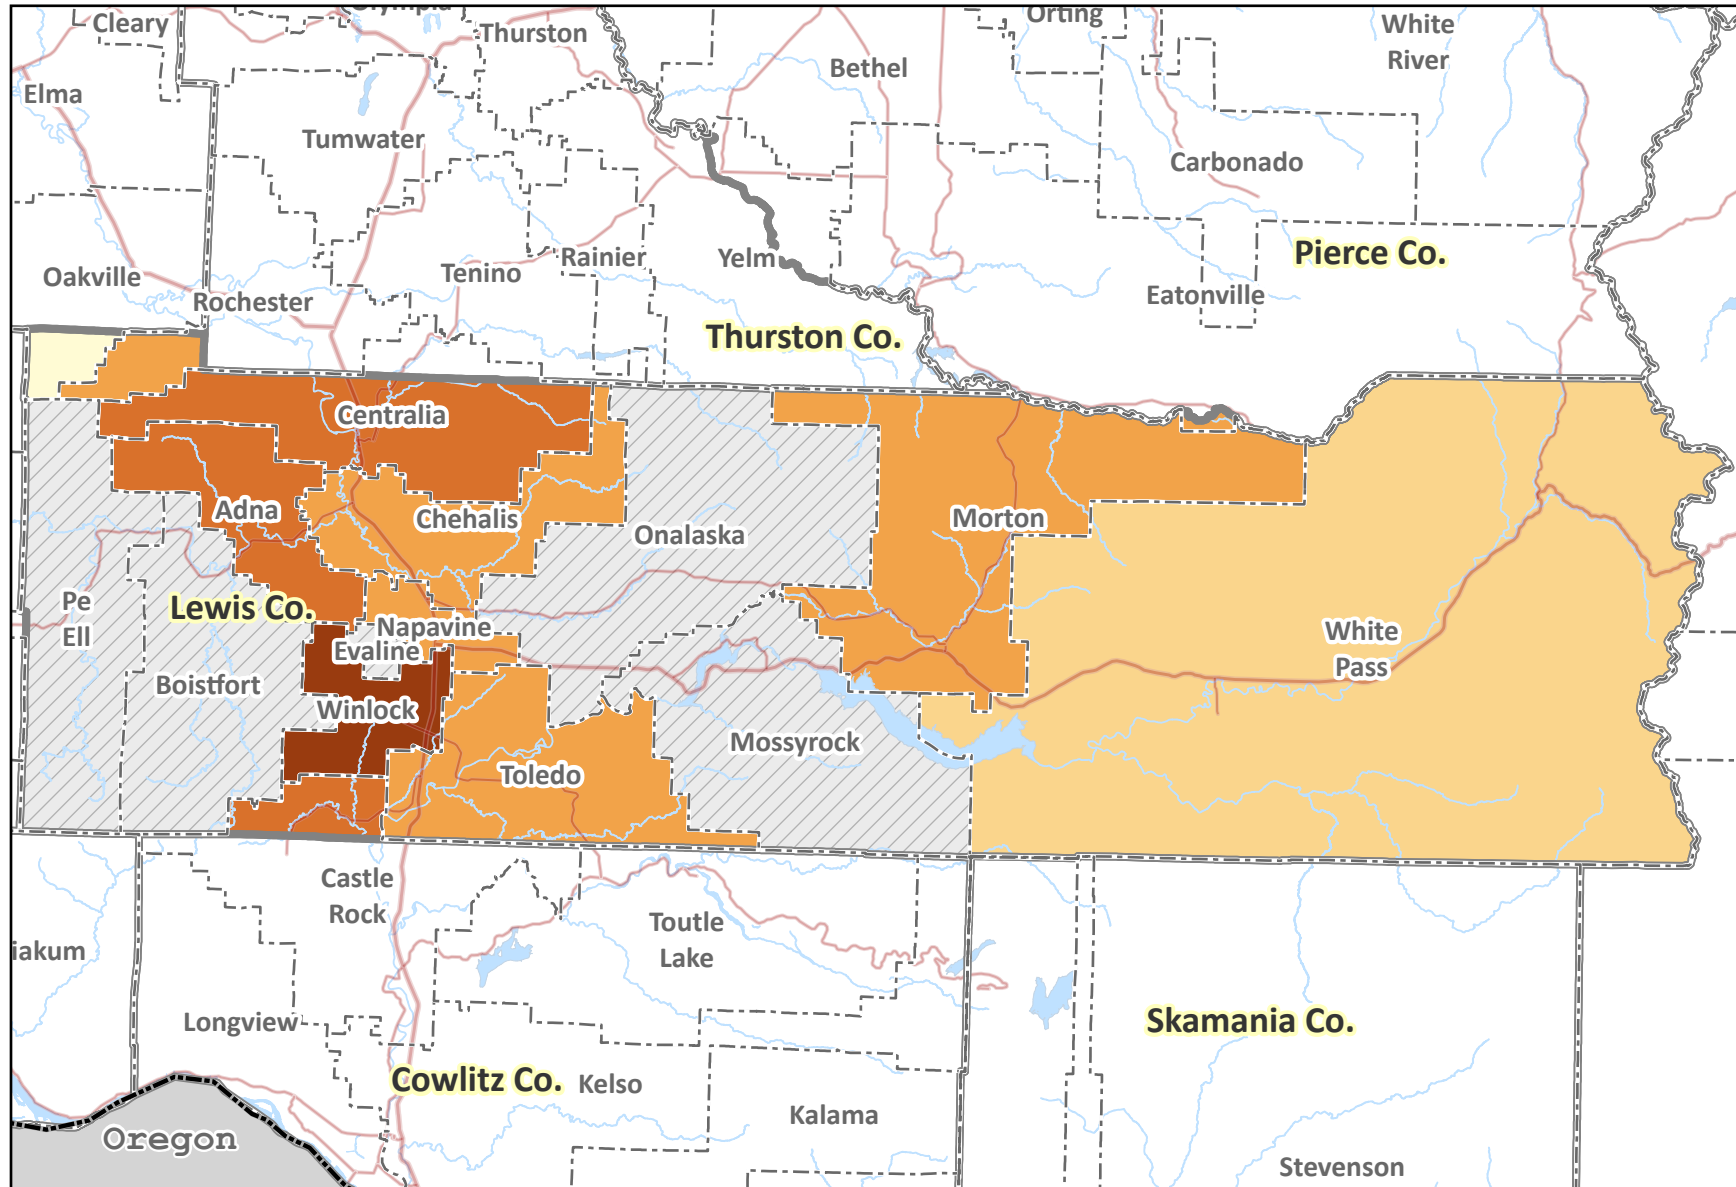 Cleary
Olympia
Thurston
Orting
White
River
Bethel
Elma
Tumwater
Carbonado
Oakville
Rochester
Tenino
Rainier
Yelm
Pierce Co.
Eatonville
Thurston Co.
Centralia
Adna
Chehalis
Onalaska
Morton
Pe
Ell
Lewis Co.
Napavine
Evaline
White
Pass
Boistfort
Winlock
Mossyrock
Toledo
Castle
Rock
Toutle
Lake
iakum
Longview
Skamania Co.
Cowlitz Co.
Kelso
Kalama
Oregon
Stevenson